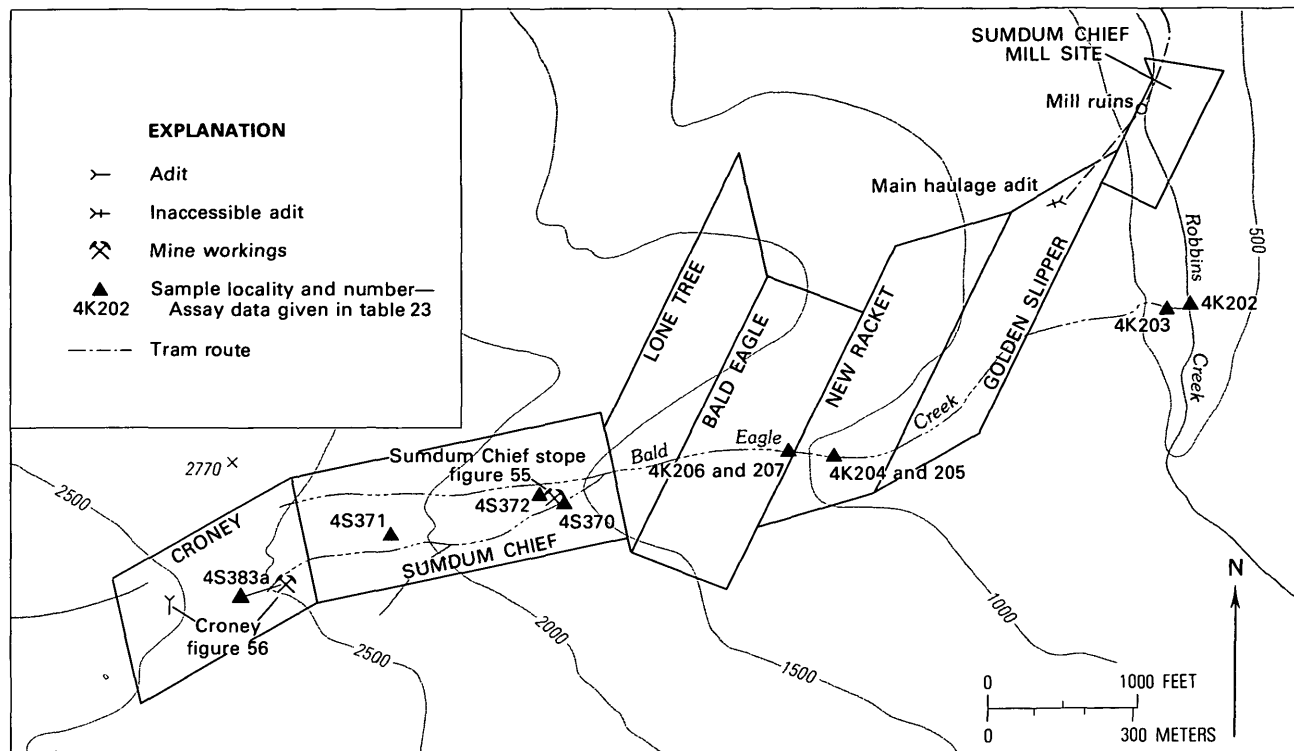 EXPLANATION
Adit
Inaccessible adit
Mine workings
Sample locality and number—
4K202 Assay data given in table 23
Tram route
SUMDUM CHIEF
MILL SITE
Mill ruins
Main haulage adit
Robbins
Creek
500
4K202
4K203
GOLDEN SLIPPER
NEW RACKET
LONE TREE
BALD EAGLE
Bald Eagle Creek
4K206 and 207
4K204 and 205
Sumdum Chief stope
figure 55
4S372
4S370
4S371
SUMDUM CHIEF
2770
2500
CRONEY
4S383a
Croney
figure 56
2500
2000
1500
1000
N
0 1000 FEET
0 300 METERS